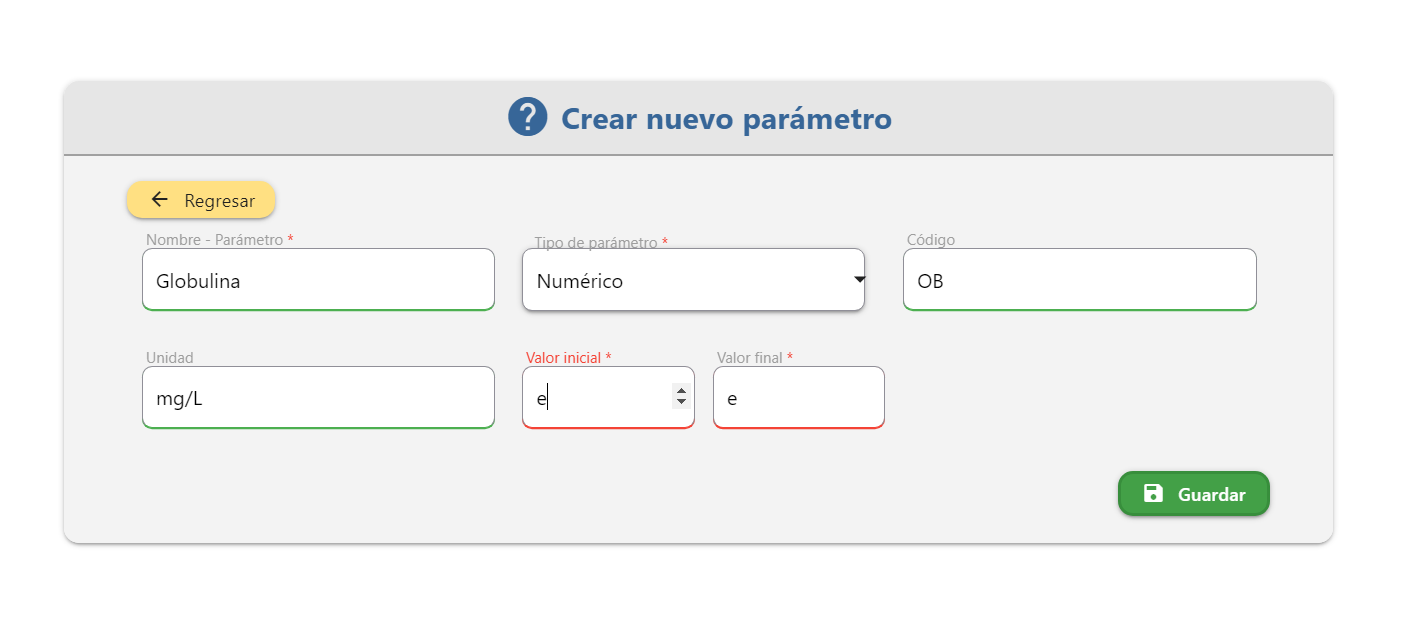 Crear nuevo parámetro
Regresar
Nombre - Parámetro *
Globulina
Tipo de parámetro *
Numérico
Código
OB
Unidad
mg/L
Valor inicial *
e
Valor final *
e
Guardar